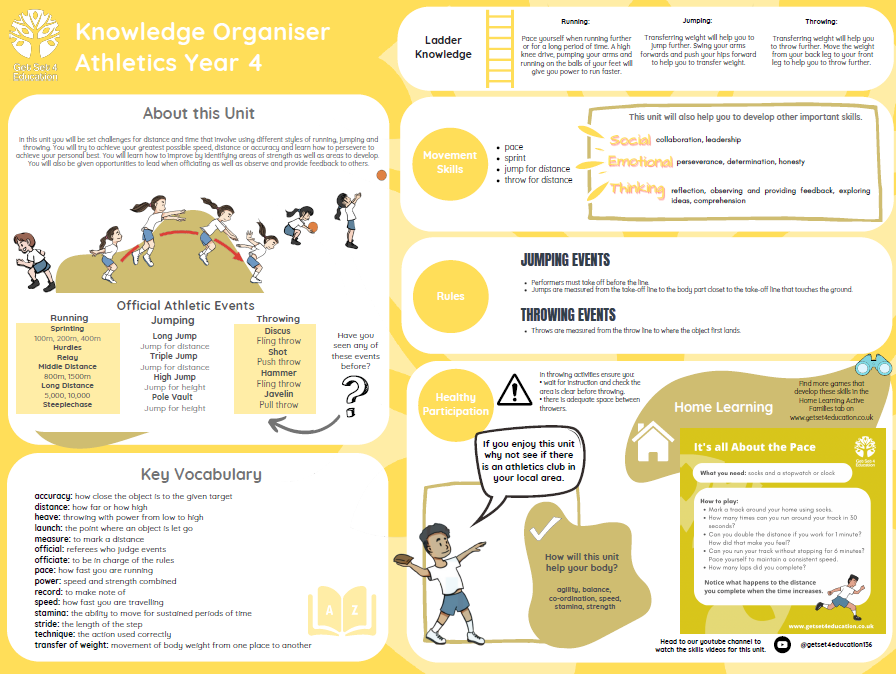 Get Set 4
Education
Knowledge Organiser
Athletics Year 4
About this Unit
In this unit you will be set challenges for distance and time that involve using different styles of running, jumping and
throwing. You will try to achieve your greatest possible speed, distance or accuracy and learn how to persevere to
achieve your personal best. You will learn how to improve by identifying areas of strength as well as areas to develop.
You will also be given opportunities to lead when officiating as well as observe and provide feedback to others.
Official Athletic Events
Running
Sprinting
100m, 200m, 400m
Hurdles
Relay
Middle Distance
800m, 1500m
Long Distance
5,000, 10,000
Steeplechase
Jumping
Long Jump
Jump for distance
Triple Jump
Jump for distance
High Jump
Jump for height
Pole Vault
Jump for height
Throwing
Discus
Fling throw
Shot
Push throw
Hammer
Fling throw
Javelin
Pull throw
Have you
seen any of
these events
before?
?
Key Vocabulary
accuracy: how close the object is to the given target
distance: how far or how high
heave: throwing with power from low to high
launch: the point where an object is let go
measure: to mark a distance
official: referees who judge events
officiate: to be in charge of the rules
pace: how fast you are running
power: speed and strength combined
record: to make note of
speed: how fast you are travelling
stamina: the ability to move for sustained periods of time
stride: the length of the step
technique: the action used correctly
transfer of weight: movement of body weight from one place to another
A Z
Ladder
Knowledge
Running:
Pace yourself when running further
or for a long period of time. A high
knee drive, pumping your arms and
running on the balls of your feet will
give you power to run faster.
Jumping:
Transferring weight will help you to
jump further. Swing your arms
forwards and push your hips forward
to help you to transfer weight.
Throwing:
Transferring weight will help you
to throw further. Move the weight
from your back leg to your front
leg to help you to throw further.
Movement
Skills
• pace
• sprint
• jump for distance
• throw for distance
This unit will also help you to develop other important skills.
Social collaboration, leadership
Emotional perseverance, determination, honesty
Thinking reflection, observing and providing feedback, exploring
ideas, comprehension
Rules
JUMPING EVENTS
• Performers must take off before the line
• Jumps are measured from the take-off line to the body part closet to the take-off line that touches the ground.
THROWING EVENTS
• Throws are measured from the throw line to where the object first lands.
Healthy
Participation
!
In throwing activities ensure you:
• wait for instruction and check the
area is clear before throwing.
• there is adequate space between
throwers.
If you enjoy this unit
why not see if there
is an athletics club in
your local area.
How will this unit
help your body?
agility, balance,
co-ordination, speed,
stamina, strength
Home Learning
Find more games that
develop these skills in the
Home Learning Active
Families tab on
www.getset4education.co.uk
It's all About the Pace
Get Set 4
Education
What you need: socks and a stopwatch or clock
How to play:
• Mark a track around your home using socks.
• How many times can you run around your track in 30
seconds?
• Can you double the distance if you work for 1 minute?
How did that make you feel?
• Can you run your track without stopping for 6 minutes?
Pace yourself to maintain a consistent speed.
• How many laps did you complete?
Notice what happens to the distance
you complete when the time increases.
www.getset4education.co.uk
Head to our youtube channel to
watch the skills videos for this unit.
@getset4education136